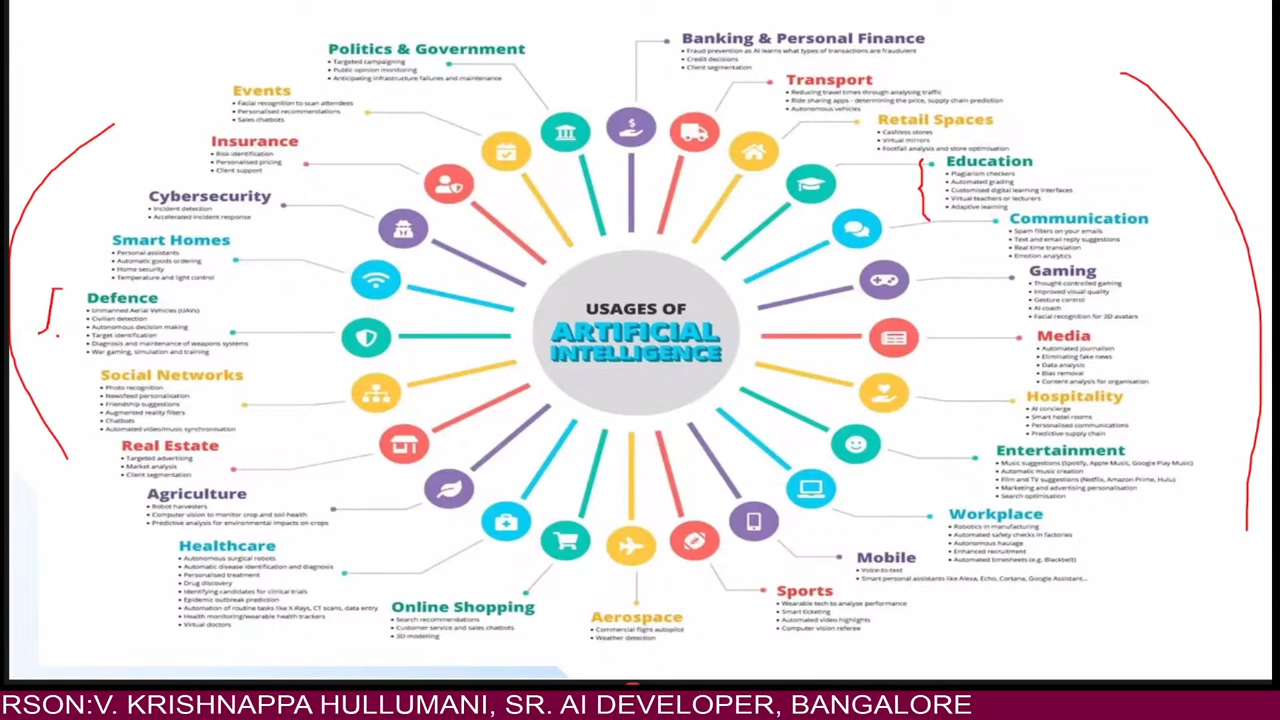 USAGES OF
ARTIFICIAL
INTELLIGENCE
Banking & Personal Finance
• Fraud prevention as AI learns what types of transactions are fraudulent
• Credit decisions
• Client segmentation
Transport
• Reducing travel times through analysing traffic
• Ride sharing apps - determining the price, supply chain prediction
• Autonomous vehicles
Retail Spaces
• Cashless stores
• Virtual mirrors
• Footfall analysis and store optimisation
Education
• Plagiarism checkers
• Automated grading
• Customised digital learning interfaces
• Virtual teachers or lecturers
• Adaptive learning
Communication
• Spam filters on your emails
• Text and email reply suggestions
• Real time translation
• Emotion analytics
Gaming
• Thought controlled gaming
• Improved visual quality
• Gesture control
• AI coach
• Facial recognition for 3D avatars
Media
• Automated journalism
• Eliminating fake news
• Data analysis
• Bias removal
• Content analysis for organisation
Hospitality
• AI concierge
• Smart hotel rooms
• Personalised communications
• Predictive supply chain
Entertainment
• Music suggestions (Spotify, Apple Music, Google Play Music)
• Automatic music creation
• Film and TV suggestions (Netflix, Amazon Prime, Hulu)
• Marketing and advertising personalisation
• Search optimisation
Workplace
• Robotics in manufacturing
• Automated safety checks in factories
• Autonomous haulage
• Enhanced recruitment
• Automated timesheets (e.g. Blackbelt)
Mobile
• Voice-to-text
• Smart personal assistants like Alexa, Echo, Cortana, Google Assistant...
Sports
• Wearable tech to analyse performance
• Smart ticketing
• Automated video highlights
• Computer vision referee
Aerospace
• Commercial flight autopilot
• Weather detection
Online Shopping
• Search recommendations
• Customer service and sales chatbots
• 3D modelling
Healthcare
• Autonomous surgical robots
• Automatic disease identification and diagnosis
• Personalised treatment
• Drug discovery
• Identifying candidates for clinical trials
• Epidemic outbreak prediction
• Automation of routine tasks like X-Rays, CT scans, data entry
• Health monitoring/wearable health trackers
• Virtual doctors
Agriculture
• Robot harvesters
• Computer vision to monitor crop and soil health
• Predictive analysis for environmental impacts on crops
Real Estate
• Targeted advertising
• Market analysis
• Client segmentation
Social Networks
• Photo recognition
• Newsfeed personalisation
• Friendship suggestions
• Augmented reality filters
• Chatbots
• Automated video/music synchronisation
Defence
• Unmanned Aerial Vehicles (UAVs)
• Civilian detection
• Autonomous decision making
• Target identification
• Diagnosis and maintenance of weapons systems
• War gaming, simulation and training
Smart Homes
• Personal assistants
• Automatic goods ordering
• Home security
• Temperature and light control
Cybersecurity
• Incident detection
• Accelerated incident response
Insurance
• Risk identification
• Personalised pricing
• Client support
Events
• Facial recognition to scan attendees
• Personalised recommendations
• Sales chatbots
Politics & Government
• Targeted campaigning
• Public opinion monitoring
• Anticipating infrastructure failures and maintenance
RSON:V. KRISHNAPPA HULLUMANI, SR. AI DEVELOPER, BANGALORE